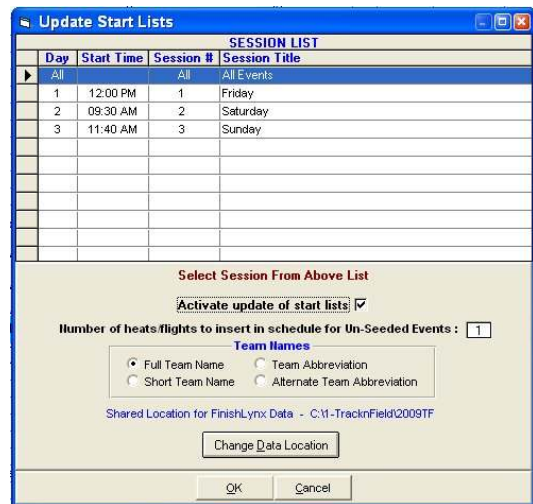 Update Start Lists
SESSION LIST
Day Start Time Session # Session Title
All All All Events
1 12:00 PM 1 Friday
2 09:30 AM 2 Saturday
3 11:40 AM 3 Sunday
Select Session From Above List
Activate update of start lists
Number of heats/flights to insert in schedule for Un-Seeded Events : 1
Team Names
Full Team Name Team Abbreviation
Short Team Name Alternate Team Abbreviation
Shared Location for FinishLynx Data - C:\1-TracknField\2009TF
Change Data Location
OK Cancel